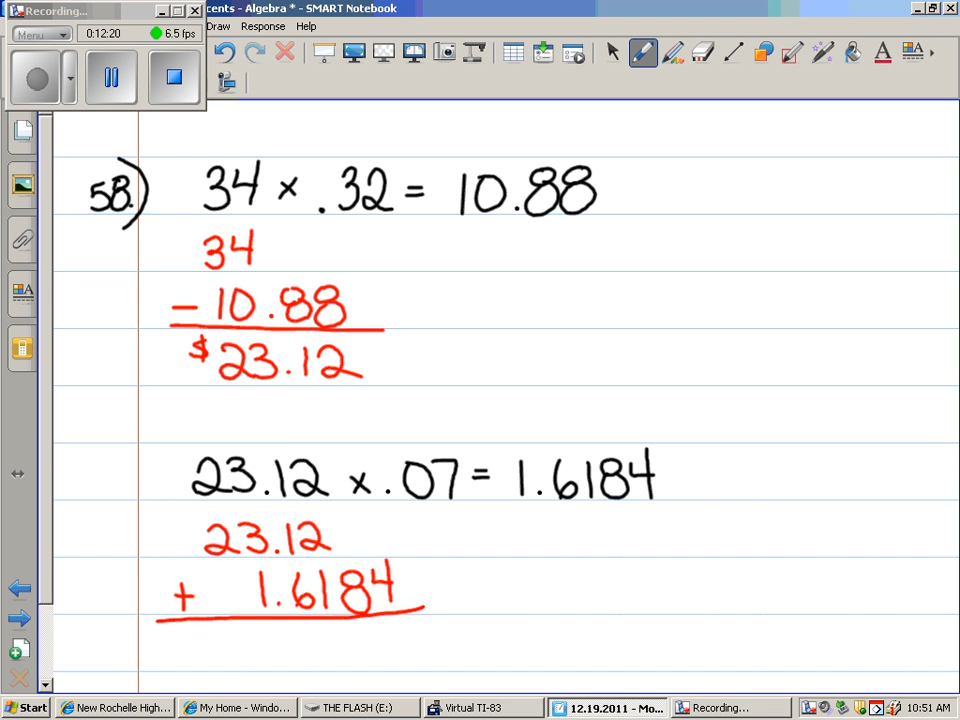 Recording...
cents - Algebra * - SMART Notebook
Menu
0:12:20
6.5 fps
Draw Response Help
58.) 34 x .32 = 10.88
34
- 10.88
$23.12
23.12 x .07 = 1.6184
23.12
+ 1.6184
Start
New Rochelle High...
My Home - Windo...
THE FLASH (E:)
Virtual TI-83
12.19.2011 - Mo...
Recording...
10:51 AM